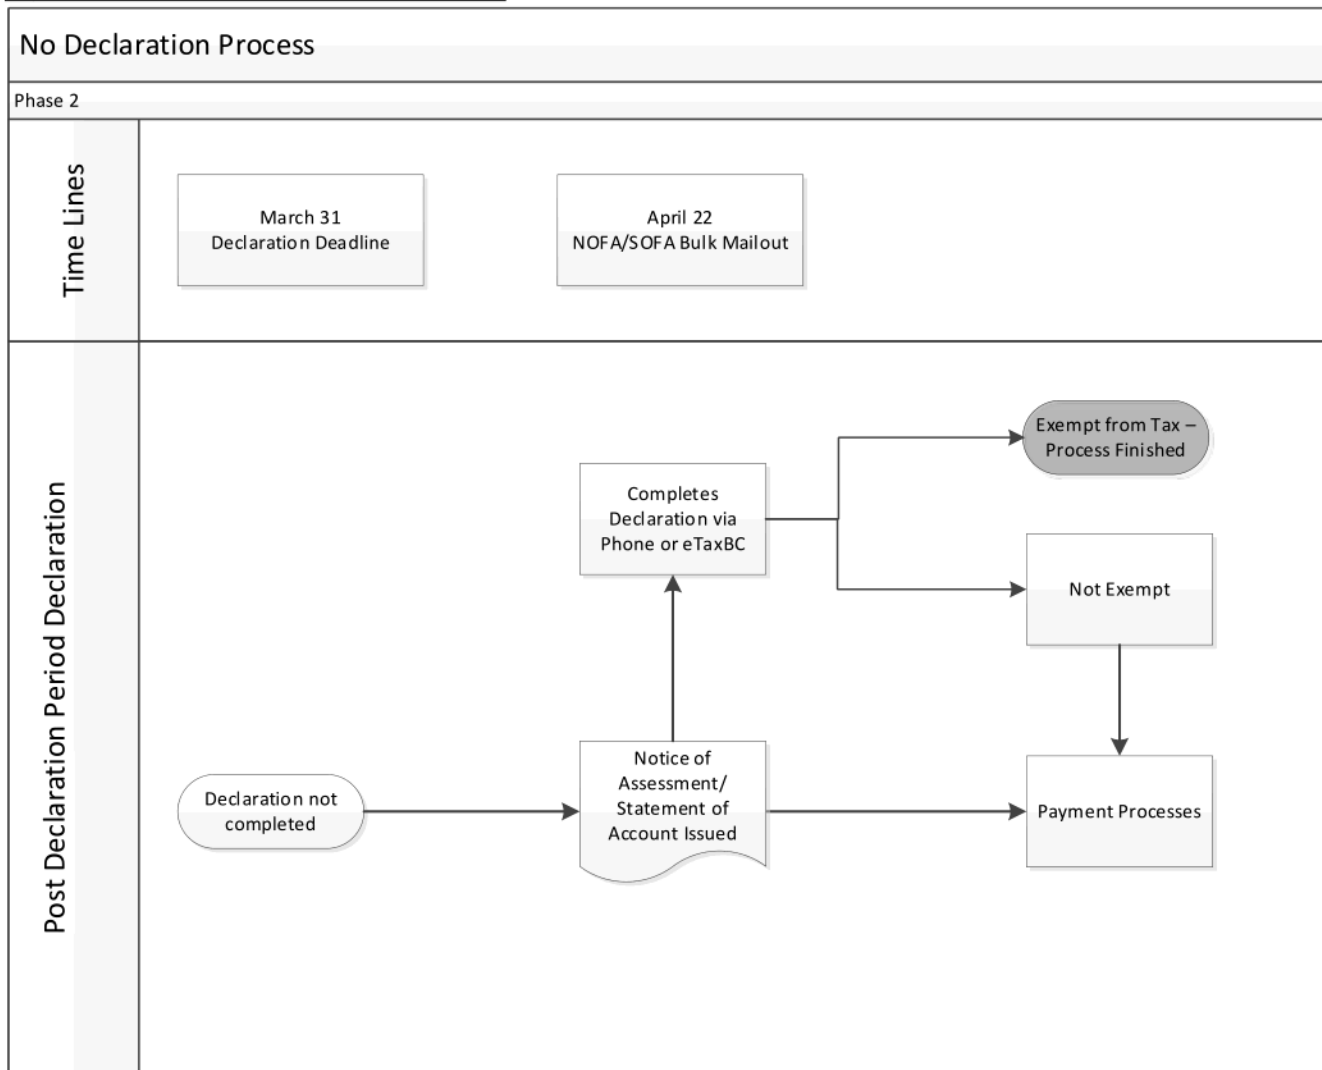 No Declaration Process
Phase 2
Time Lines
March 31
Declaration Deadline
April 22
NOFA/SOFA Bulk Mailout
Post Declaration Period Declaration
Exempt from Tax –
Process Finished
Completes
Declaration via
Phone or eTaxBC
Not Exempt
Declaration not
completed
Notice of
Assessment/
Statement of
Account Issued
Payment Processes